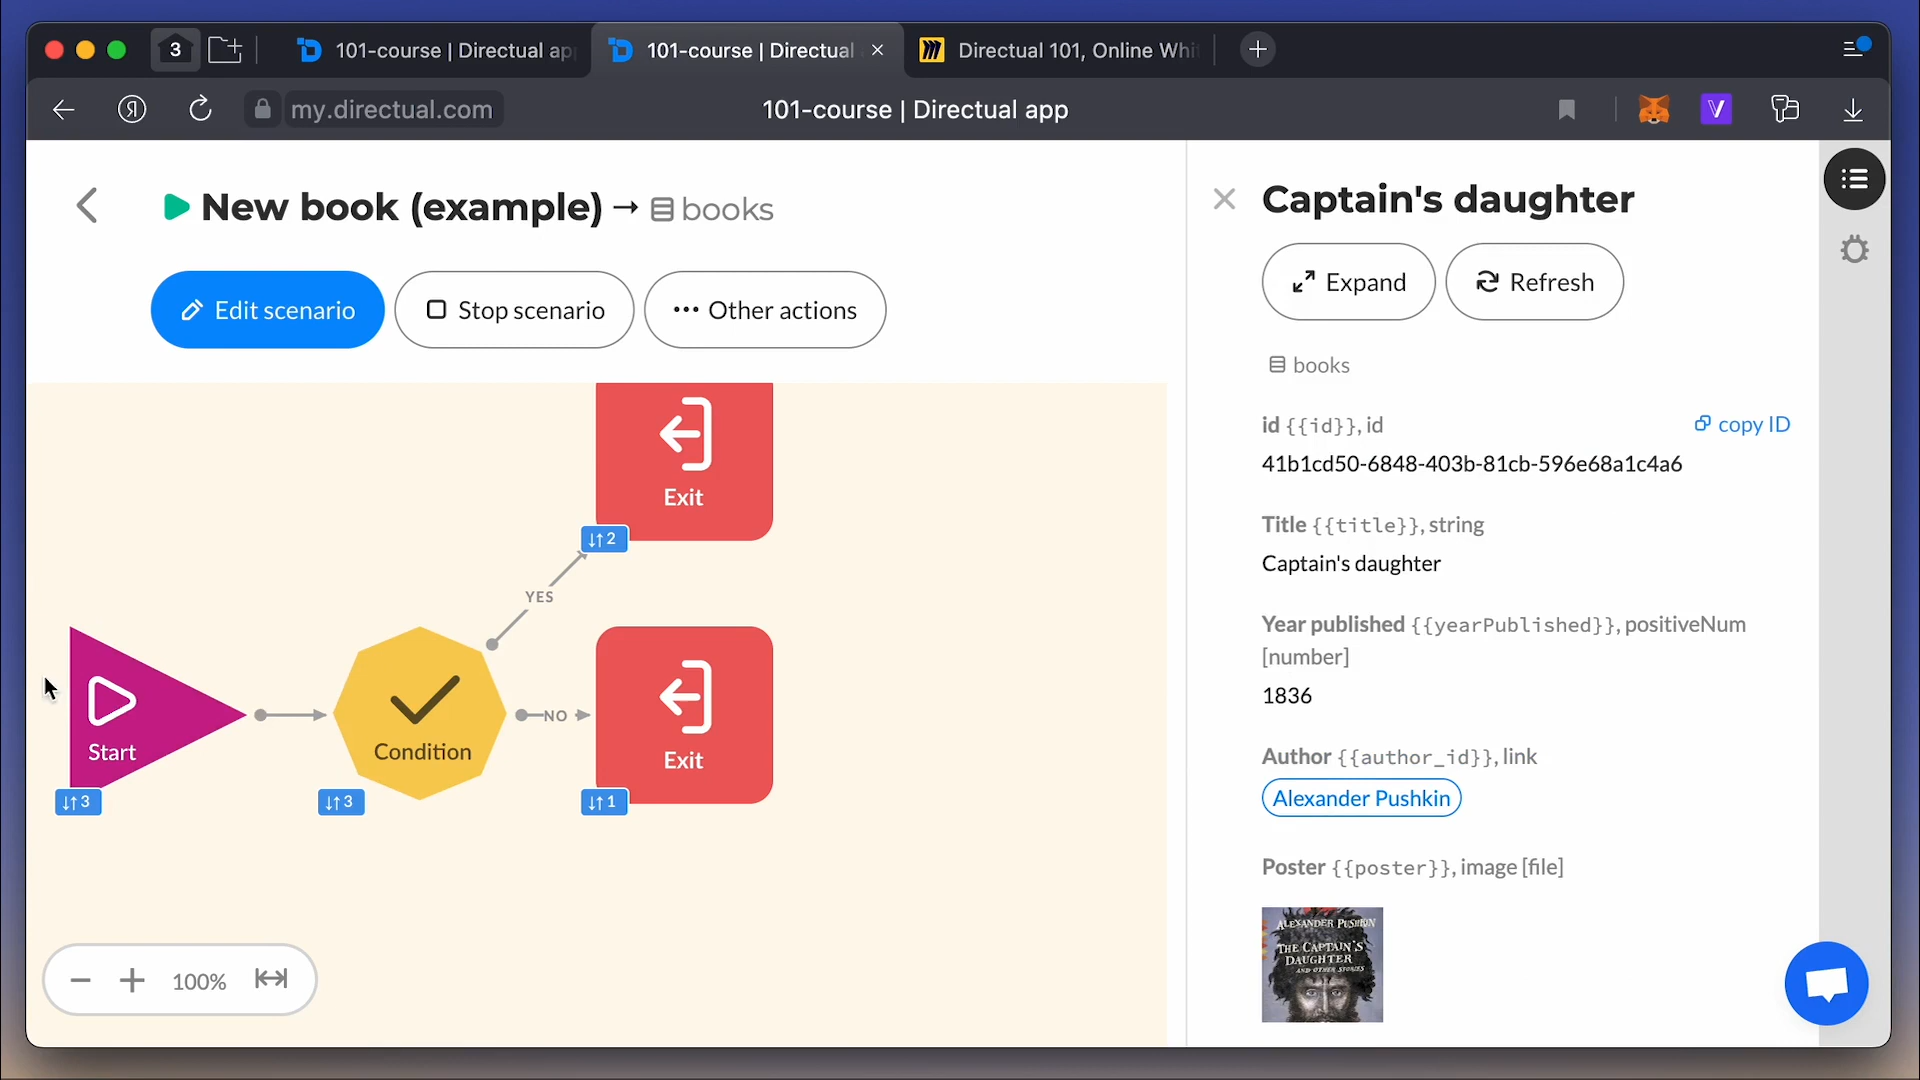 3
101-course | Directual ap
101-course | Directual
Directual 101, Online Whi
my.directual.com
101-course | Directual app
New book (example) → books
Edit scenario
Stop scenario
Other actions
Exit
2
YES
Start
Condition
NO
Exit
3
3
1
100%
Captain's daughter
Expand
Refresh
books
id {{id}}, id
copy ID
41b1cd50-6848-403b-81cb-596e68a1c4a6
Title {{title}}, string
Captain's daughter
Year published {{yearPublished}}, positiveNum
[number]
1836
Author {{author_id}}, link
Alexander Pushkin
Poster {{poster}}, image [file]
ALEXANDER PUSHKIN
THE CAPTAIN'S
DAUGHTER
AND OTHER STORIES